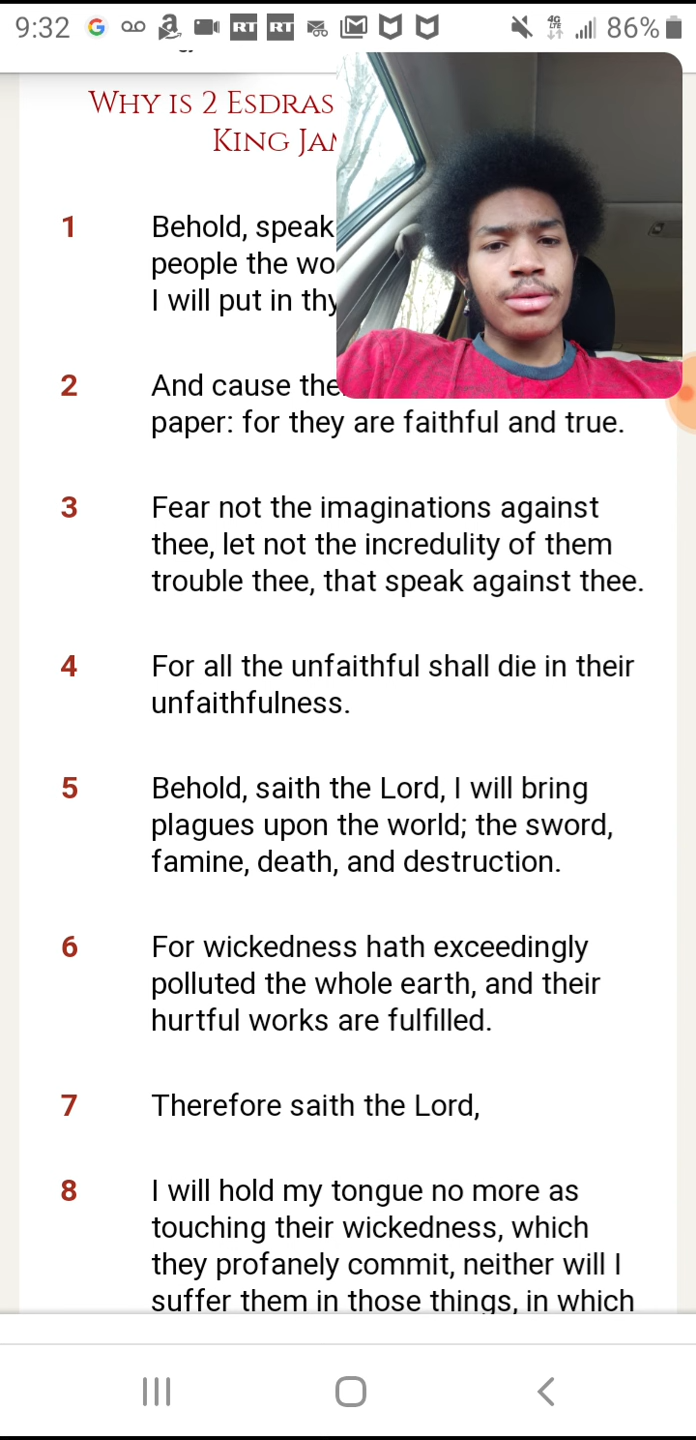 9:32 G a RT RT M 4G LTE 86%
WHY IS 2 ESDRAS
KING JA
1 Behold, speak
people the wo
I will put in thy
2 And cause the
paper: for they are faithful and true.
3 Fear not the imaginations against
thee, let not the incredulity of them
trouble thee, that speak against thee.
4 For all the unfaithful shall die in their
unfaithfulness.
5 Behold, saith the Lord, I will bring
plagues upon the world; the sword,
famine, death, and destruction.
6 For wickedness hath exceedingly
polluted the whole earth, and their
hurtful works are fulfilled.
7 Therefore saith the Lord,
8 I will hold my tongue no more as
touching their wickedness, which
they profanely commit, neither will I
suffer them in those things, in which